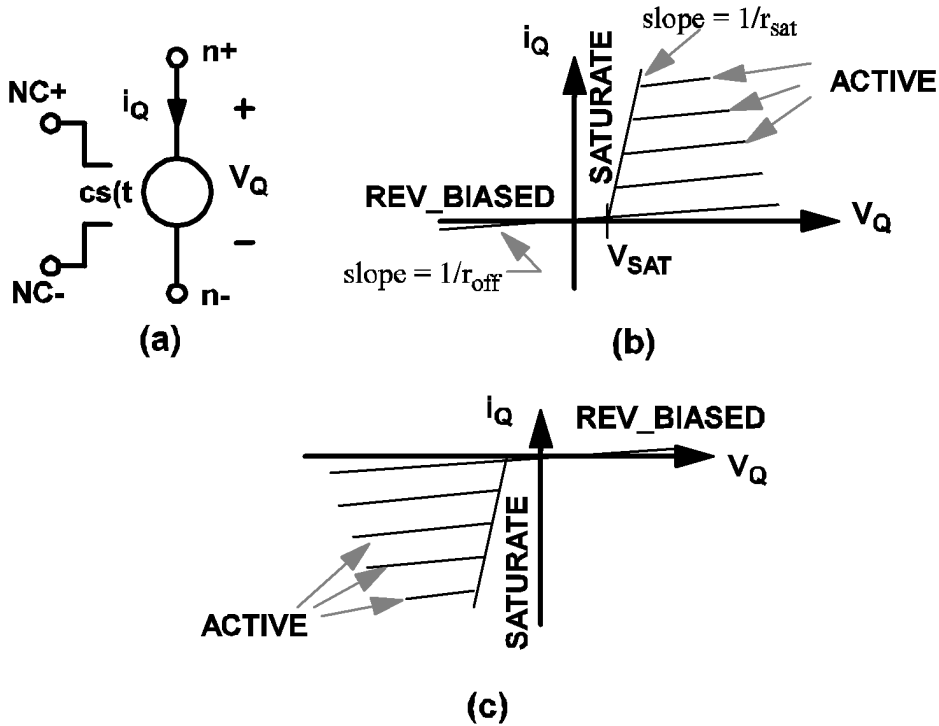 n+
NC+
iQ
+
cs(t
VQ
–
NC-
n-
(a)
iQ
slope = 1/rsat
SATURATE
ACTIVE
REV_BIASED
VQ
VSAT
slope = 1/roff
(b)
iQ
REV_BIASED
VQ
SATURATE
ACTIVE
(c)